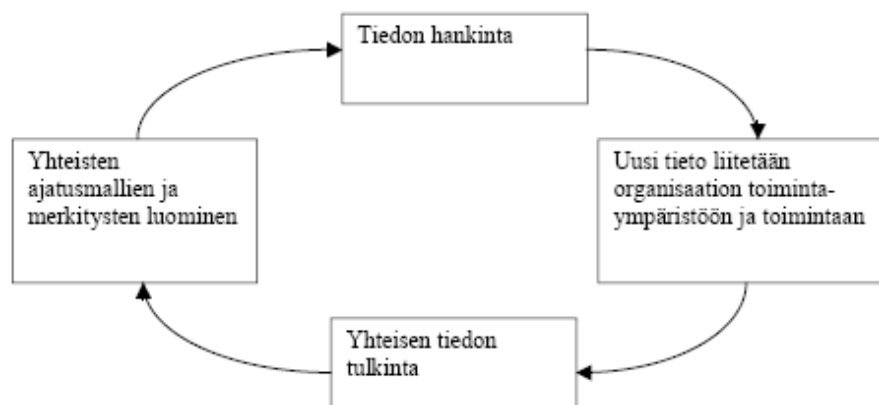 Tiedon hankinta
Yhteisten
ajatusmallien ja
merkitysten luominen
Uusi tieto liitetään
organisaation toiminta-
ympäristöön ja toimintaan
Yhteisen tiedon
tulkinta